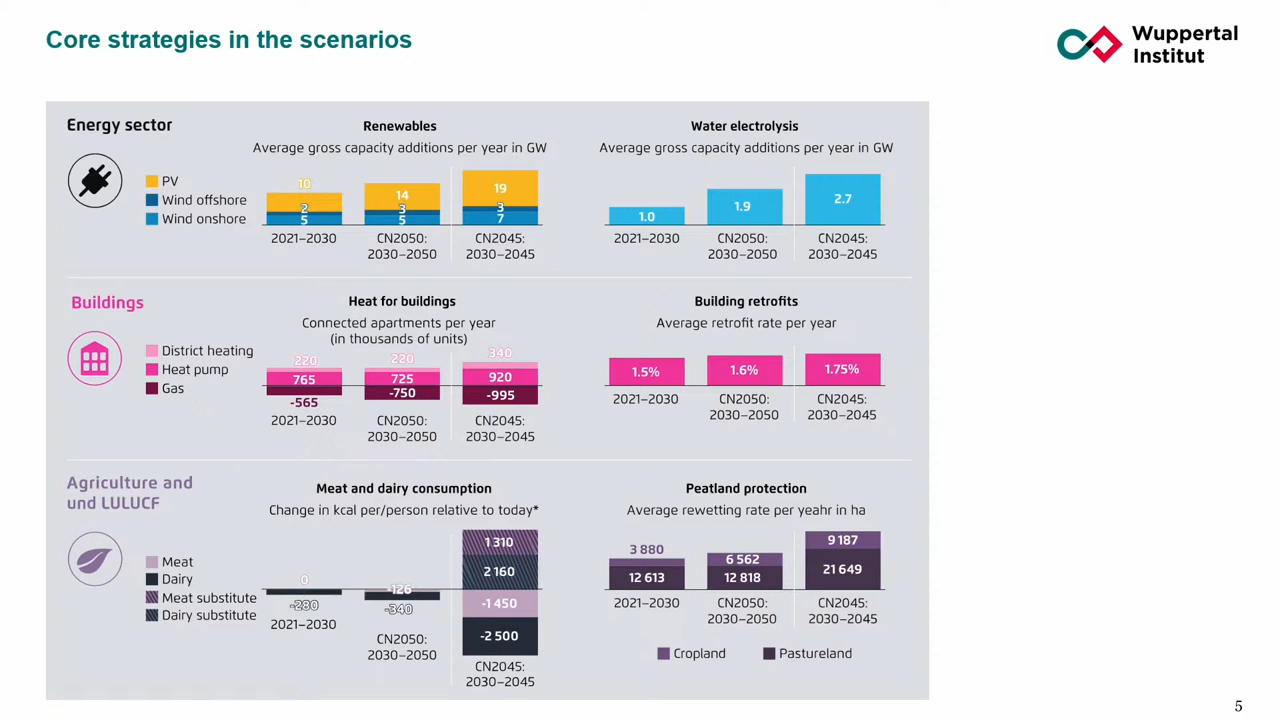 Core strategies in the scenarios
Wuppertal
Institut
Energy sector
PV
Wind offshore
Wind onshore
Renewables
Average gross capacity additions per year in GW
10
2
5
2021–2030
14
3
5
CN2050:
2030–2050
19
3
7
CN2045:
2030–2045
Water electrolysis
Average gross capacity additions per year in GW
1.0
2021–2030
1.9
CN2050:
2030–2050
2.7
CN2045:
2030–2045
Buildings
District heating
Heat pump
Gas
Heat for buildings
Connected apartments per year
(in thousands of units)
220
765
-565
2021–2030
220
725
-750
CN2050:
2030–2050
340
920
-995
CN2045:
2030–2045
Building retrofits
Average retrofit rate per year
1.5%
2021–2030
1.6%
CN2050:
2030–2050
1.75%
CN2045:
2030–2045
Agriculture and
und LULUCF
Meat
Dairy
Meat substitute
Dairy substitute
Meat and dairy consumption
Change in kcal per/person relative to today*
0
-280
2021–2030
-126
-340
CN2050:
2030–2050
1 310
2 160
-1 450
-2 500
CN2045:
2030–2045
Peatland protection
Average rewetting rate per yeahr in ha
3 880
12 613
2021–2030
6 562
12 818
CN2050:
2030–2050
9 187
21 649
CN2045:
2030–2045
Cropland
Pastureland
5